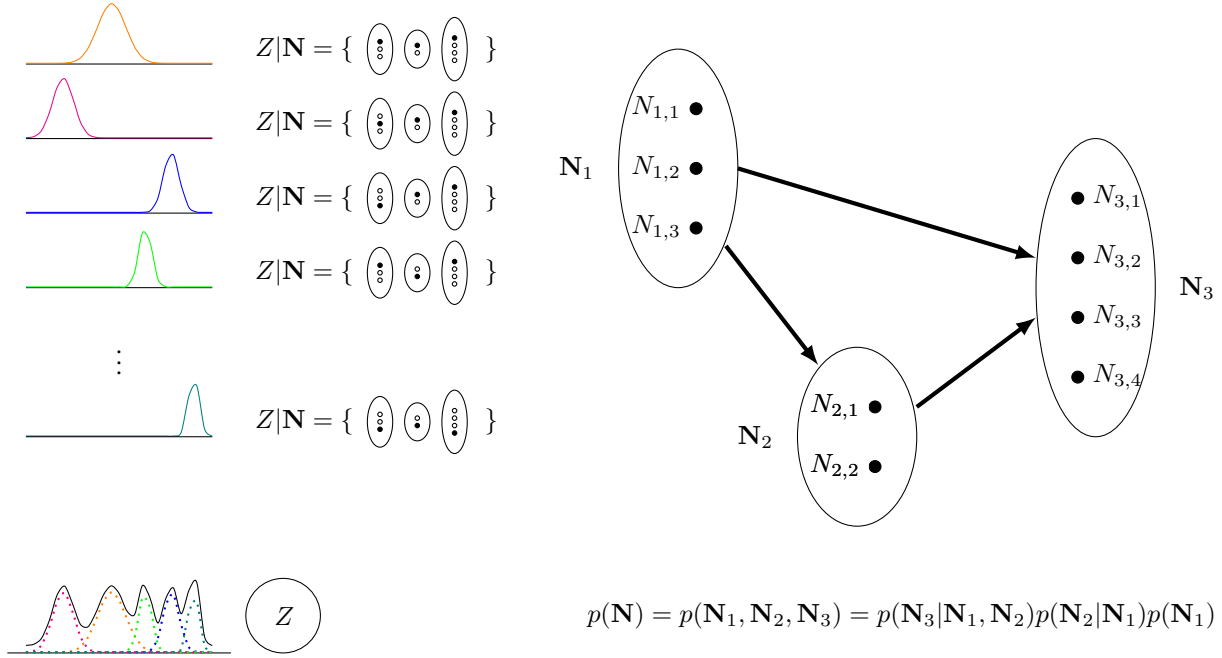 Z|N = { }
Z|N = { }
Z|N = { }
Z|N = { }
⋮
Z|N = { }
Z
N₁
N₁,₁
N₁,₂
N₁,₃
N₂
N₂,₁
N₂,₂
N₃,₁
N₃,₂
N₃
N₃,₃
N₃,₄
p(N) = p(N₁, N₂, N₃) = p(N₃|N₁, N₂)p(N₂|N₁)p(N₁)